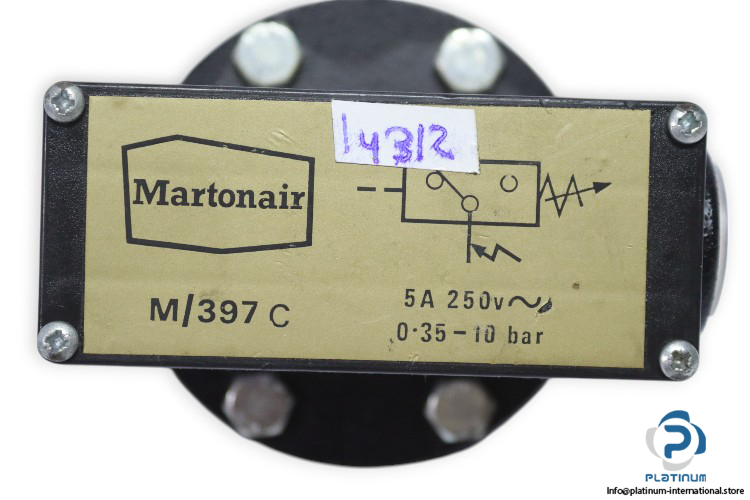 14312
Martonair
M/397 C
5A 250v~
0·35-10 bar
PLATINUM
Info@platinum-international.store